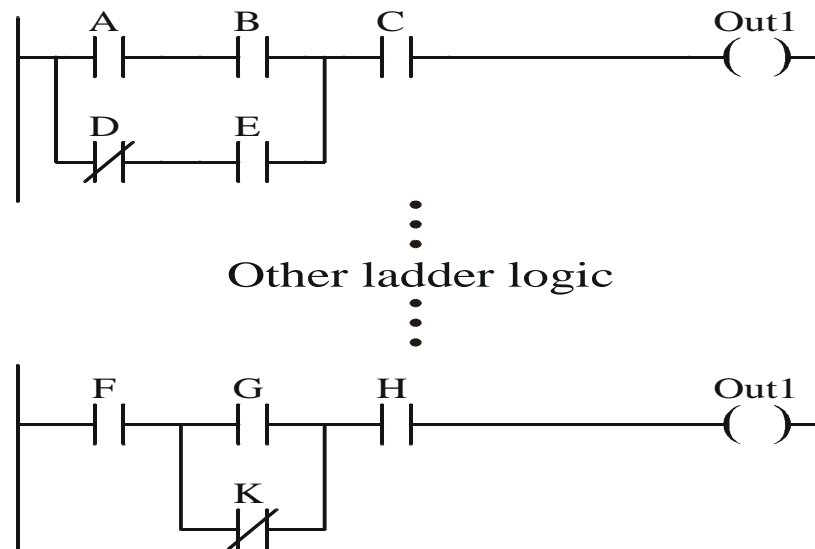 A B C Out1
D E
Other ladder logic
F G H Out1
K